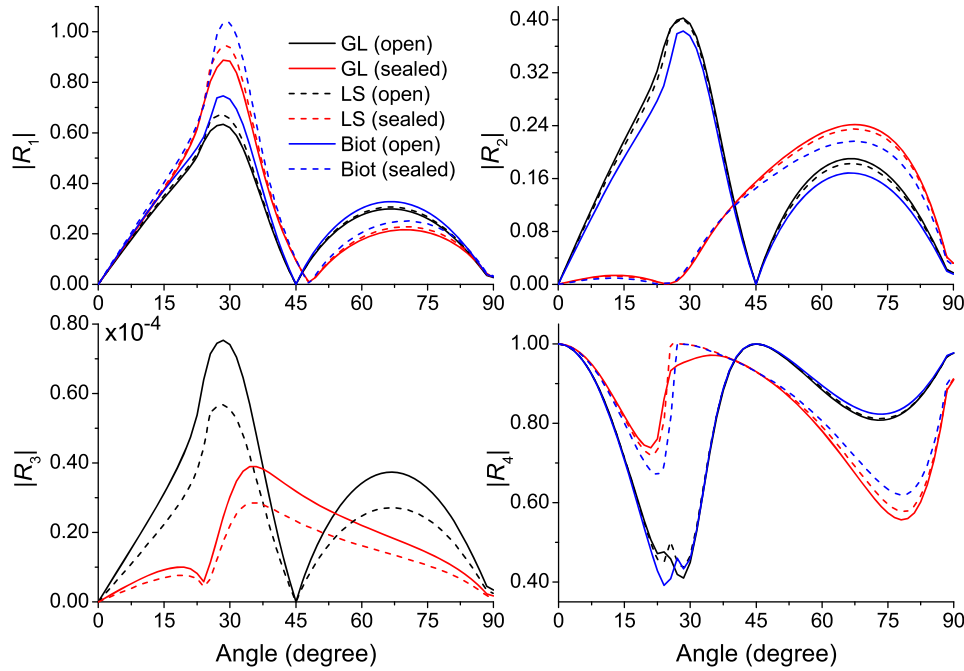 |R1|
1.00
0.80
0.60
0.40
0.20
0.00
0 15 30 45 60 75 90
GL (open)
GL (sealed)
LS (open)
LS (sealed)
Biot (open)
Biot (sealed)
|R2|
0.40
0.32
0.24
0.16
0.08
0.00
0 15 30 45 60 75 90
|R3|
0.80
x10-4
0.60
0.40
0.20
0.00
0 15 30 45 60 75 90
Angle (degree)
|R4|
1.00
0.80
0.60
0.40
0 15 30 45 60 75 90
Angle (degree)